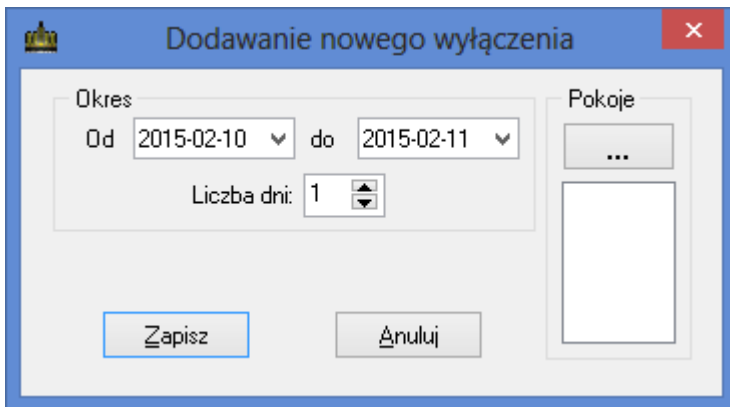 Dodawanie nowego wyłączenia
Okres
Od 2015-02-10 do 2015-02-11
Liczba dni: 1
Pokoje
...
Zapisz Anuluj